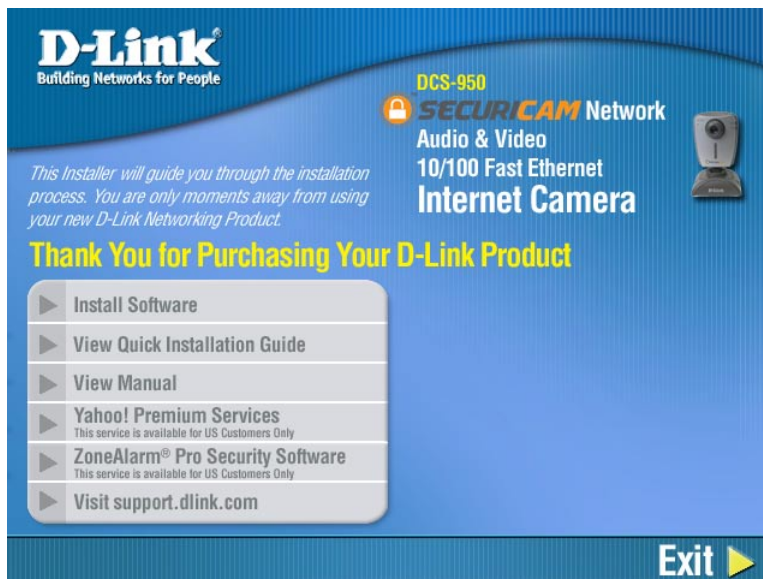 D-Link
Building Networks for People
DCS-950
SECURICAM™ Network
Audio & Video
10/100 Fast Ethernet
Internet Camera
This Installer will guide you through the installation
process. You are only moments away from using
your new D-Link Networking Product.
Thank You for Purchasing Your D-Link Product
Install Software
View Quick Installation Guide
View Manual
Yahoo! Premium Services
This service is available for US Customers Only
ZoneAlarm® Pro Security Software
This service is available for US Customers Only
Visit support.dlink.com
Exit